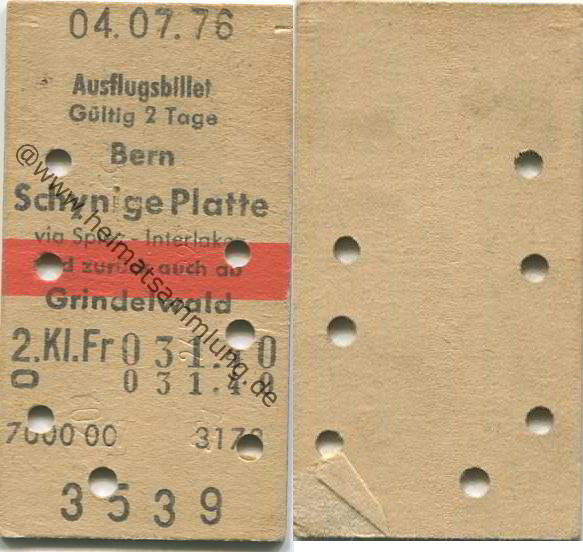 04.07.76 –
Ausflugsbillet
Gültig 2 Tage
Bern
Schynige Platte
via Spiez - Interlaken
und zurück auch ab
Grindelwald
2.Kl.Fr 031.40
0 031.40
7000 00
3539
@www.heimatsammlung.de